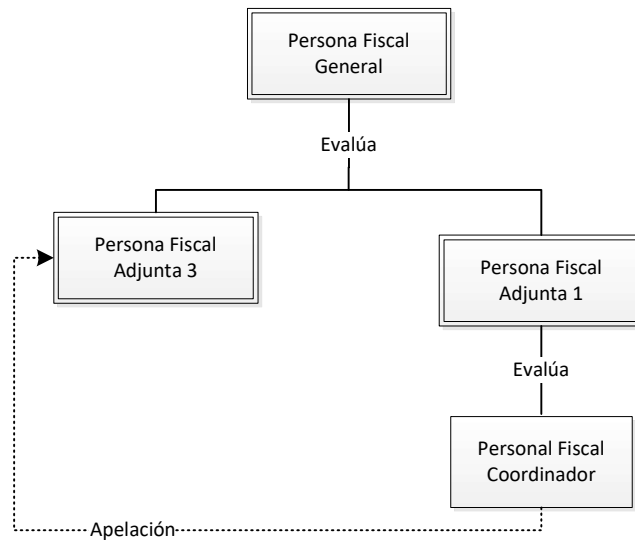 Persona Fiscal
General
Evalúa
Persona Fiscal
Adjunta 3
Persona Fiscal
Adjunta 1
Evalúa
Personal Fiscal
Coordinador
Apelación